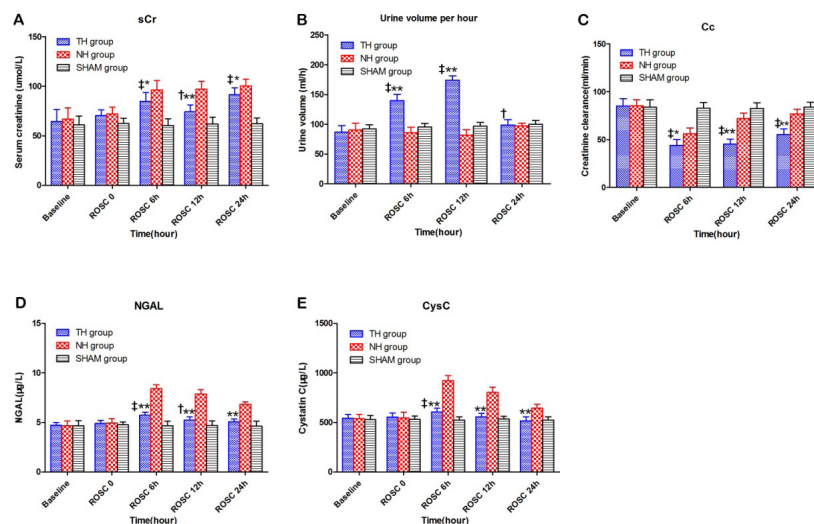 A
sCr
Serum creatinine (umol/L)
150
100
50
0
TH group
NH group
SHAM group
‡*
†**
‡*
Baseline
ROSC 0
ROSC 6h
ROSC 12h
ROSC 24h
Time(hour)
B
Urine volume per hour
Urine volume (ml/h)
250
200
150
100
50
0
TH group
NH group
SHAM group
‡**
‡**
†
Baseline
ROSC 6h
ROSC 12h
ROSC 24h
Time(hour)
C
Cc
Creatinine clearance(ml/min)
150
100
50
0
TH group
NH group
SHAM group
‡*
‡**
‡**
Baseline
ROSC 6h
ROSC 12h
ROSC 24h
Time(hour)
D
NGAL
NGAL(μg/L)
15
10
5
0
TH group
NH group
SHAM group
‡**
†**
**
Baseline
ROSC 0
ROSC 6h
ROSC 12h
ROSC 24h
Time(hour)
E
CysC
Cystatin C(μg/L)
1500
1000
500
0
TH group
NH group
SHAM group
‡**
**
**
Baseline
ROSC 0
ROSC 6h
ROSC 12h
ROSC 24h
Time(hour)